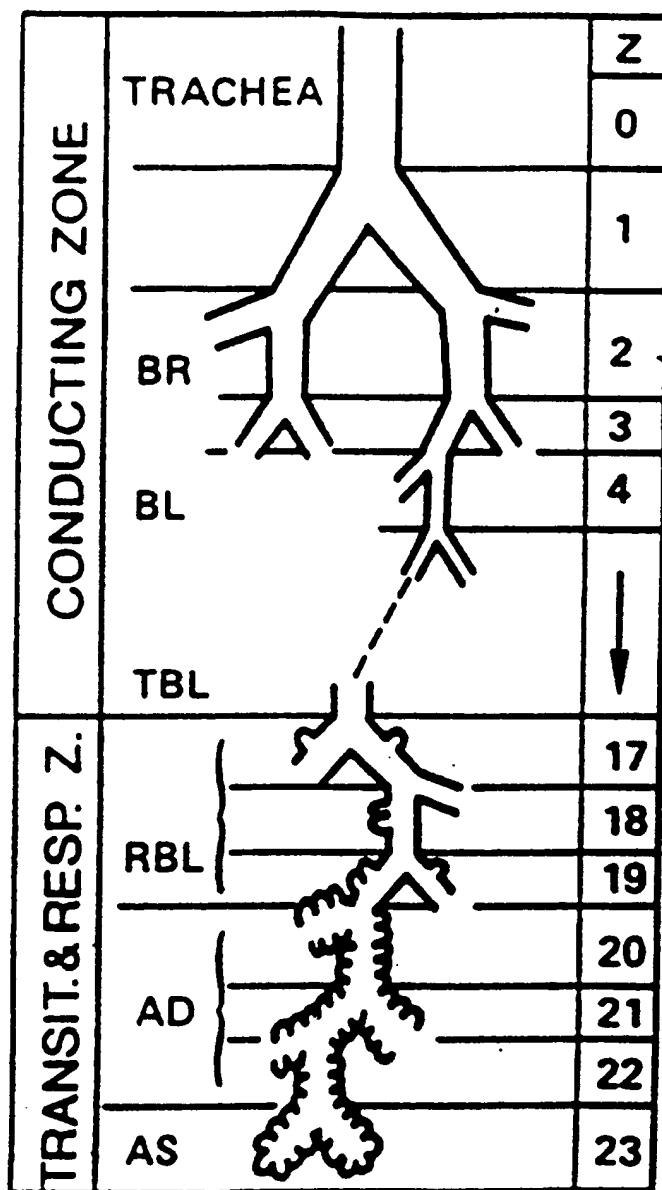 CONDUCTING ZONE
TRANSIT.& RESP. Z.
Z
TRACHEA 0
1
BR 2
3
BL 4
TBL
17
18
RBL 19
20
AD 21
22
AS 23